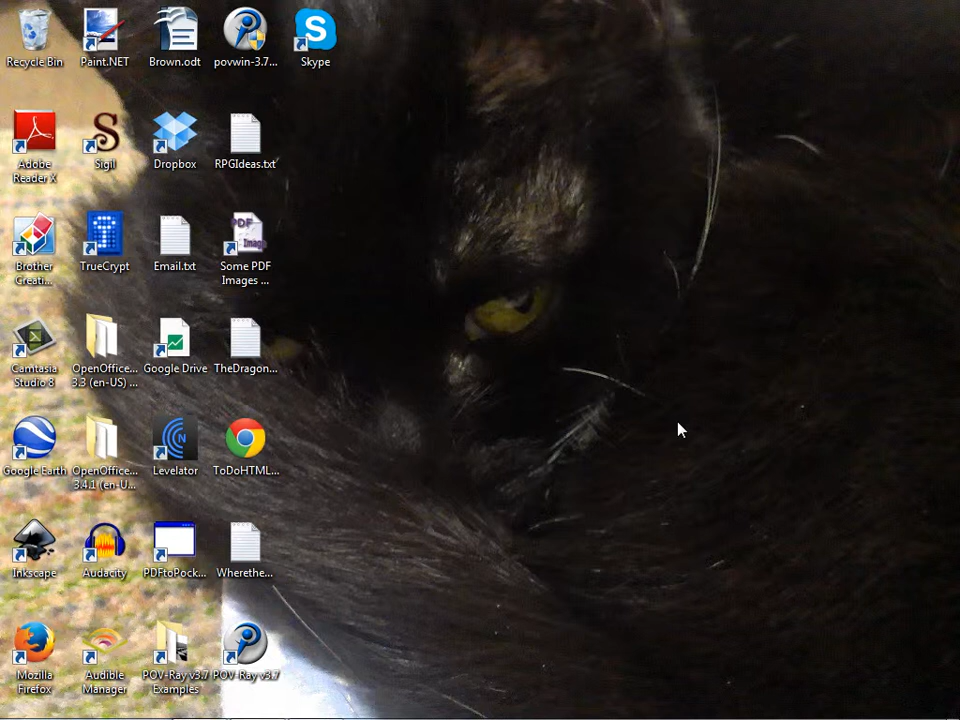 Recycle Bin
Paint.NET
Brown.odt
povwin-3.7...
Skype
Adobe
Reader X
Sigil
Dropbox
RPGIdeas.txt
Brother
Creati...
TrueCrypt
Email.txt
PDF
Image
Some PDF
Images ...
Camtasia
Studio 8
OpenOffice...
3.3 (en-US) ...
Google Drive
TheDragon...
Google Earth
OpenOffice...
3.4.1 (en-U...
Levelator
ToDoHTML...
Inkscape
Audacity
PDFtoPock...
Wherethe...
Mozilla
Firefox
Audible
Manager
POV-Ray v3.7
Examples
POV-Ray v3.7